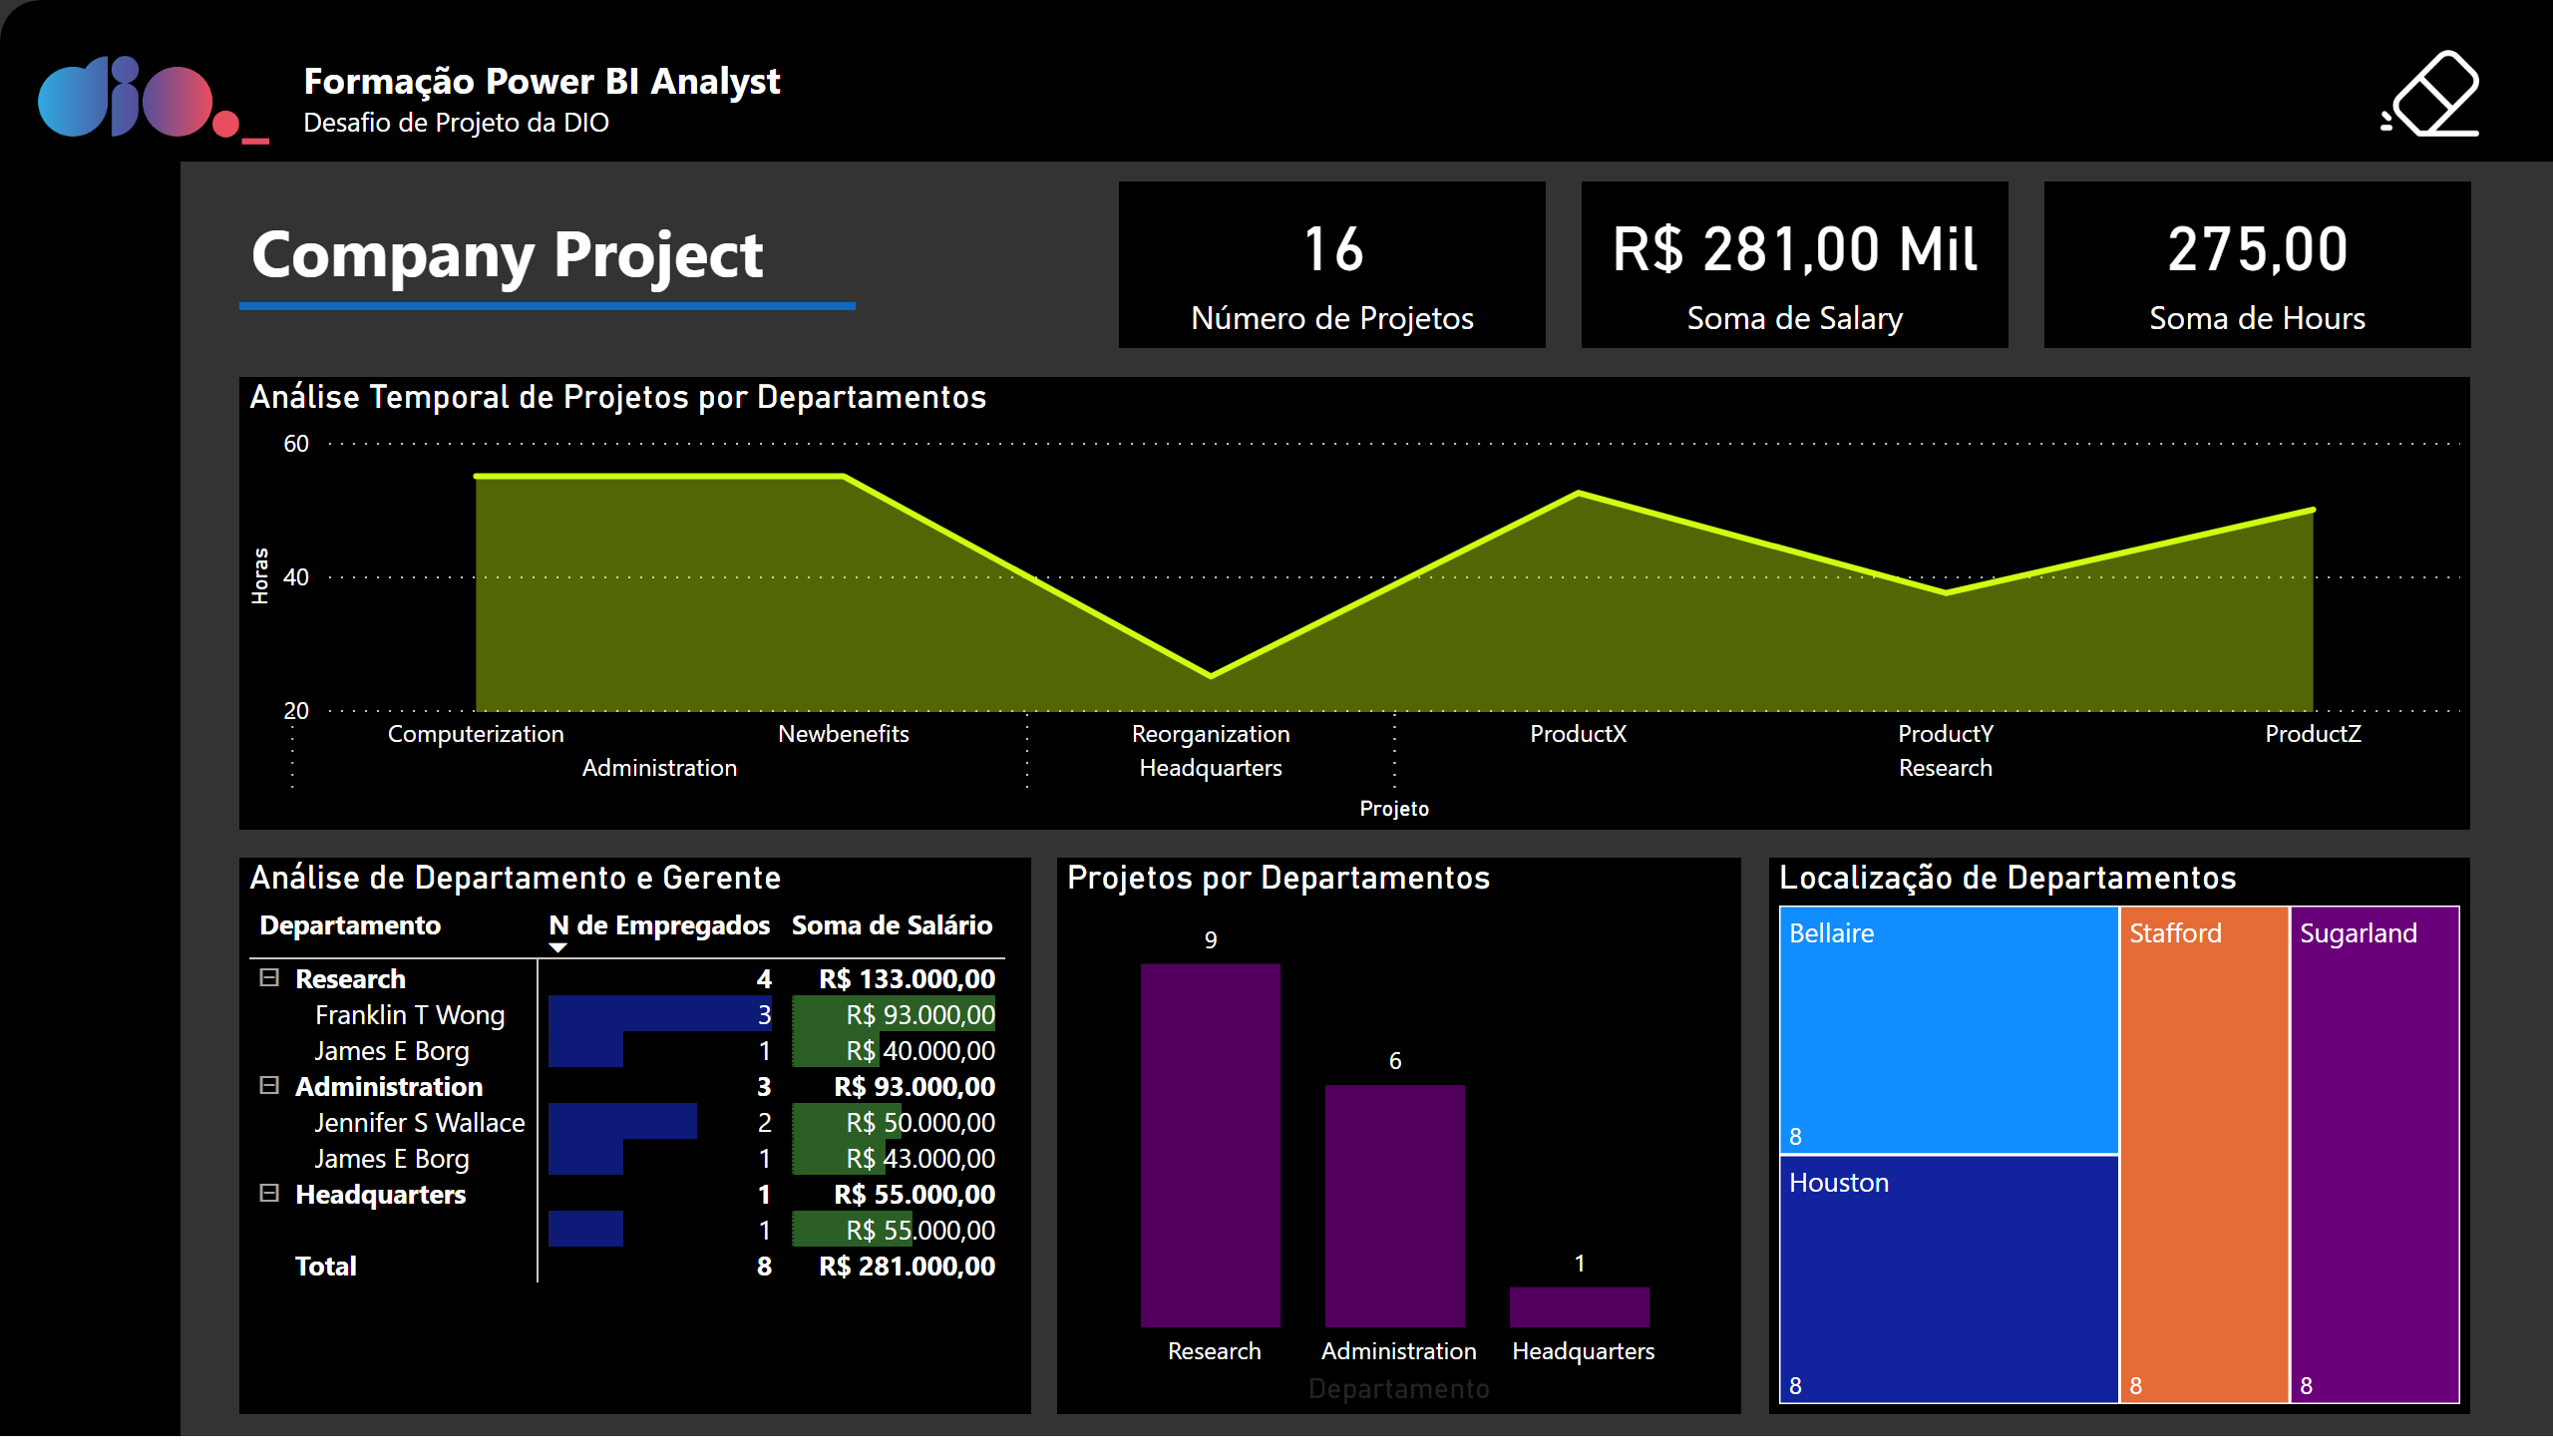 dio._
Formação Power BI Analyst
Desafio de Projeto da DIO
Company Project
16
Número de Projetos
R$ 281,00 Mil
Soma de Salary
275,00
Soma de Hours
Análise Temporal de Projetos por Departamentos
60
40
20
Horas
Computerization Newbenefits Reorganization ProductX ProductY ProductZ
Administration Headquarters Research
Projeto
Análise de Departamento e Gerente
Departamento N de Empregados Soma de Salário
Research 4 R$ 133.000,00
Franklin T Wong 3 R$ 93.000,00
James E Borg 1 R$ 40.000,00
Administration 3 R$ 93.000,00
Jennifer S Wallace 2 R$ 50.000,00
James E Borg 1 R$ 43.000,00
Headquarters 1 R$ 55.000,00
1 R$ 55.000,00
Total 8 R$ 281.000,00
Projetos por Departamentos
9
6
1
Research Administration Headquarters
Departamento
Localização de Departamentos
Bellaire
8
Houston
8
Stafford
8
Sugarland
8